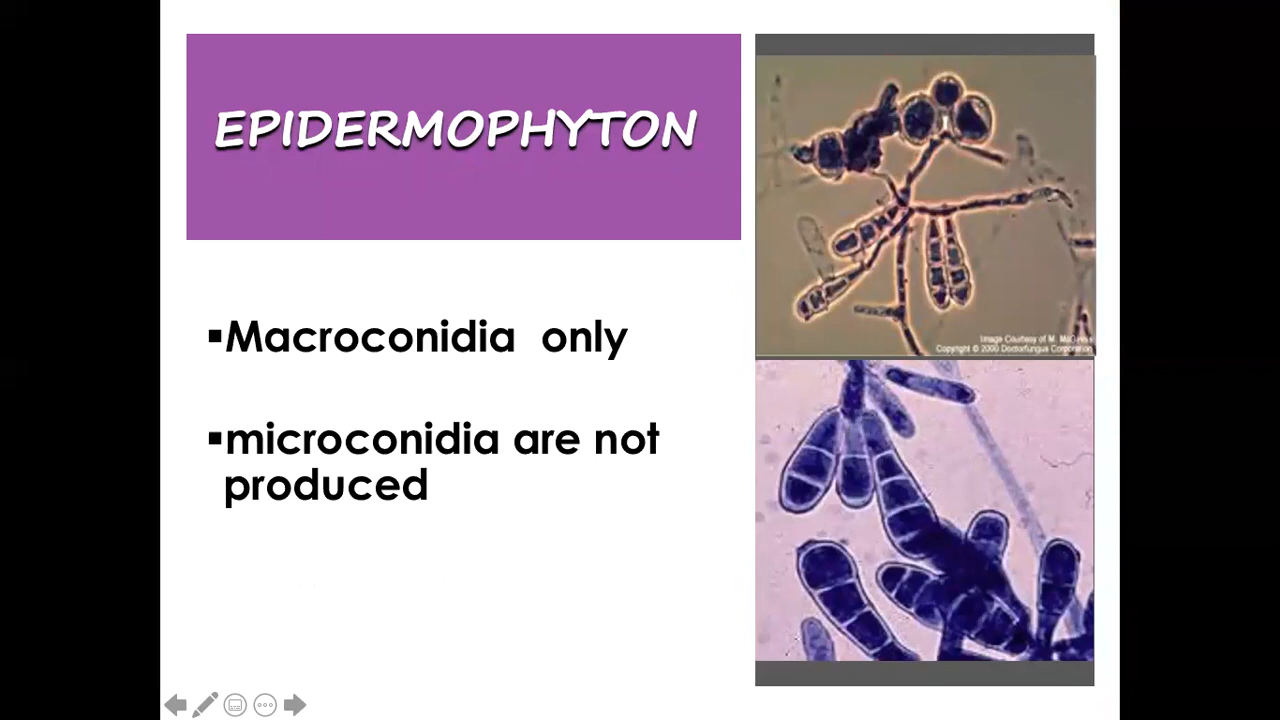 EPIDERMOPHYTON
▪Macroconidia only
▪microconidia are not
produced
Image Courtesy of M. McGinnis
Copyright © 2000 Doctorfungus Corporation